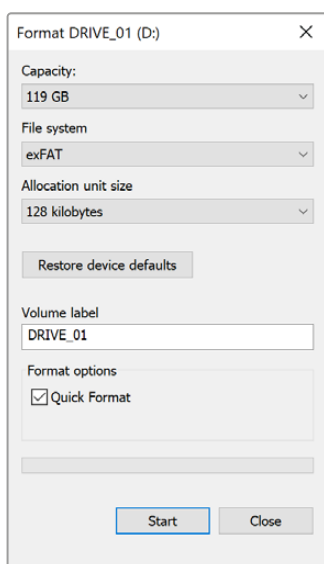 Format DRIVE_01 (D:)
Capacity:
119 GB
File system
exFAT
Allocation unit size
128 kilobytes
Restore device defaults
Volume label
DRIVE_01
Format options
Quick Format
Start Close